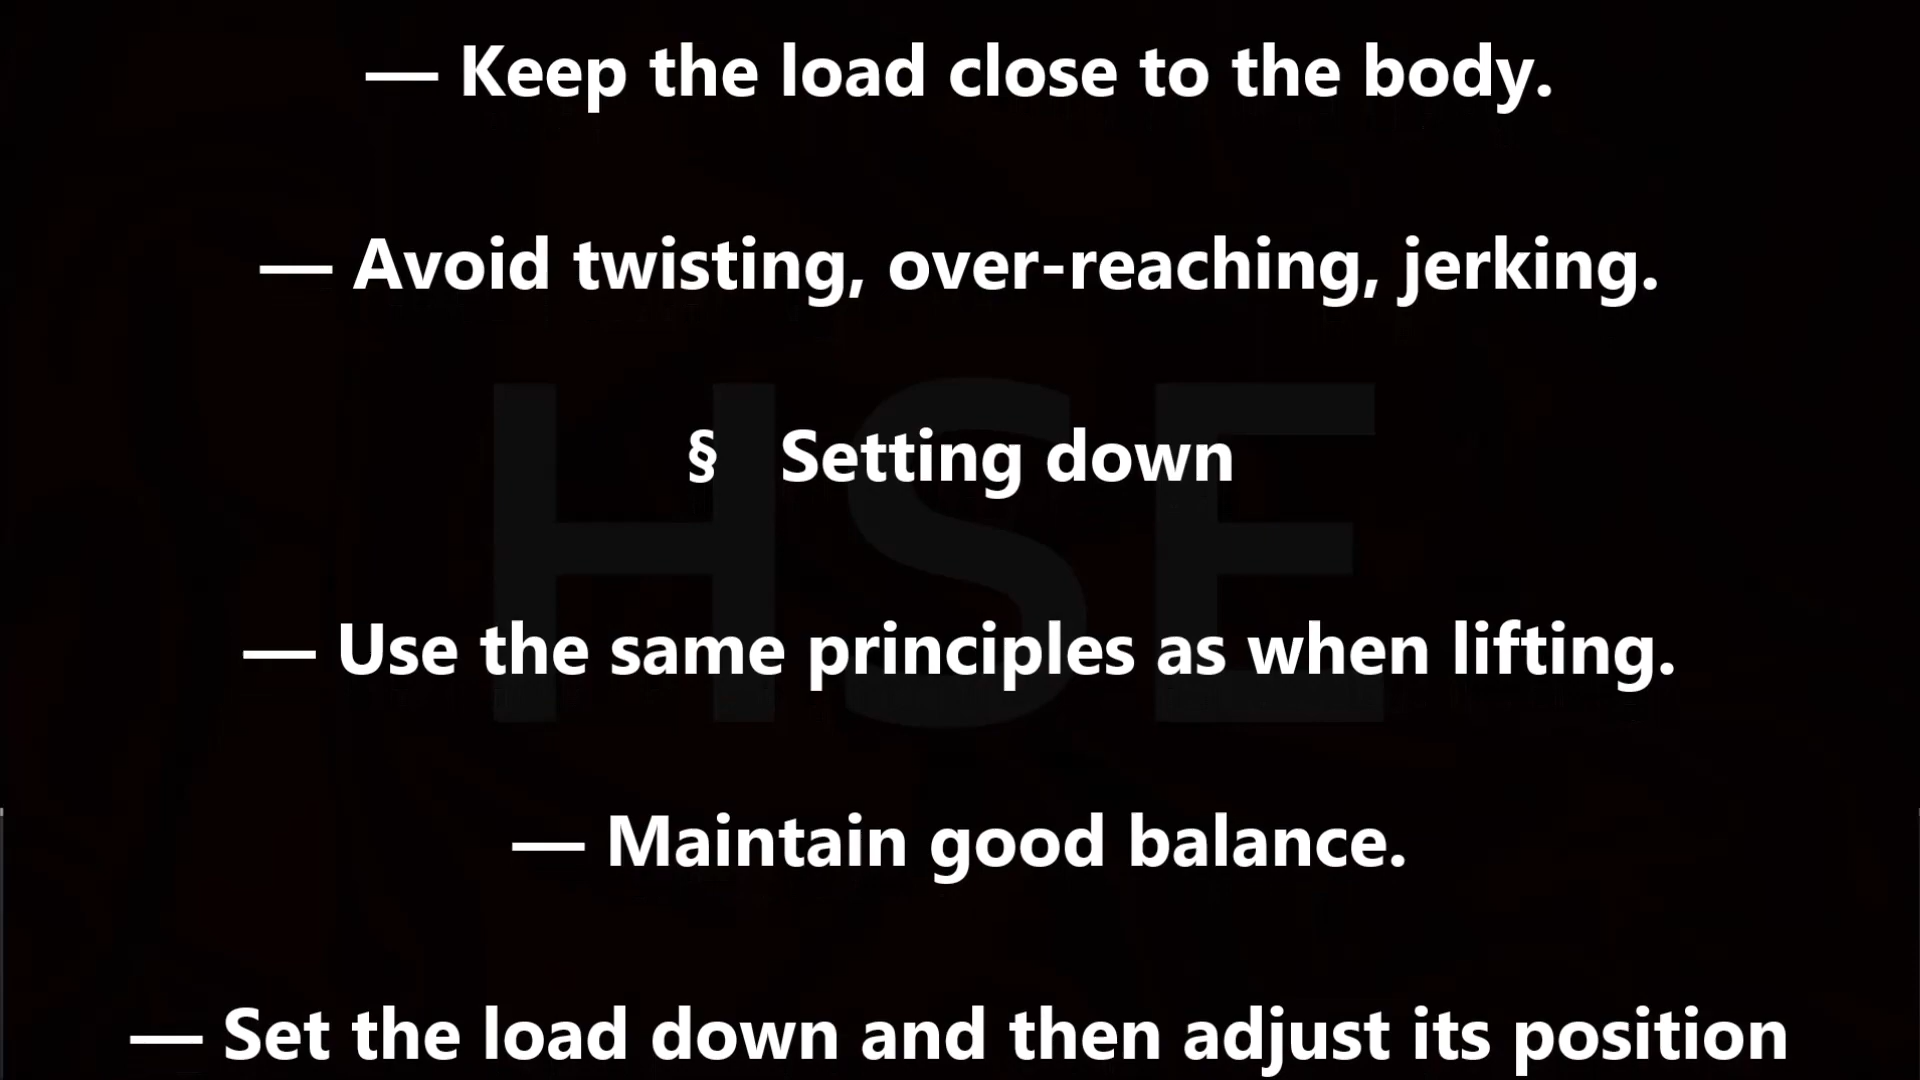 — Keep the load close to the body.
— Avoid twisting, over-reaching, jerking.
§ Setting down
HSE
— Use the same principles as when lifting.
— Maintain good balance.
— Set the load down and then adjust its position